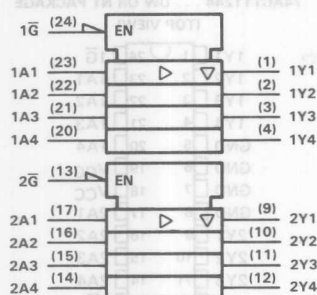 1G̅ (24) EN
1A1 (23) (1) 1Y1
1A2 (22) (2) 1Y2
1A3 (21) (3) 1Y3
1A4 (20) (4) 1Y4
2G̅ (13) EN
2A1 (17) (9) 2Y1
2A2 (16) (10) 2Y2
2A3 (15) (11) 2Y3
2A4 (14) (12) 2Y4